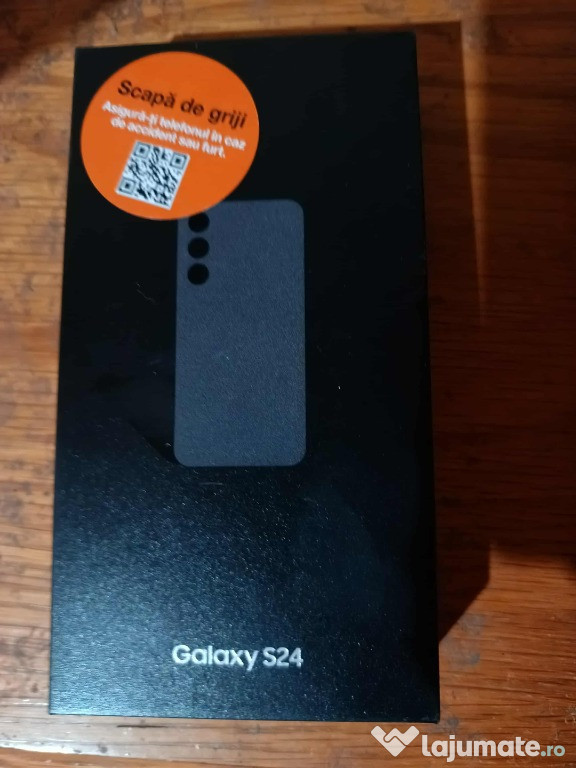 Scapă de griji
Asigură-ți telefonul în caz
de accident sau furt.
Galaxy S24
lajumate.ro